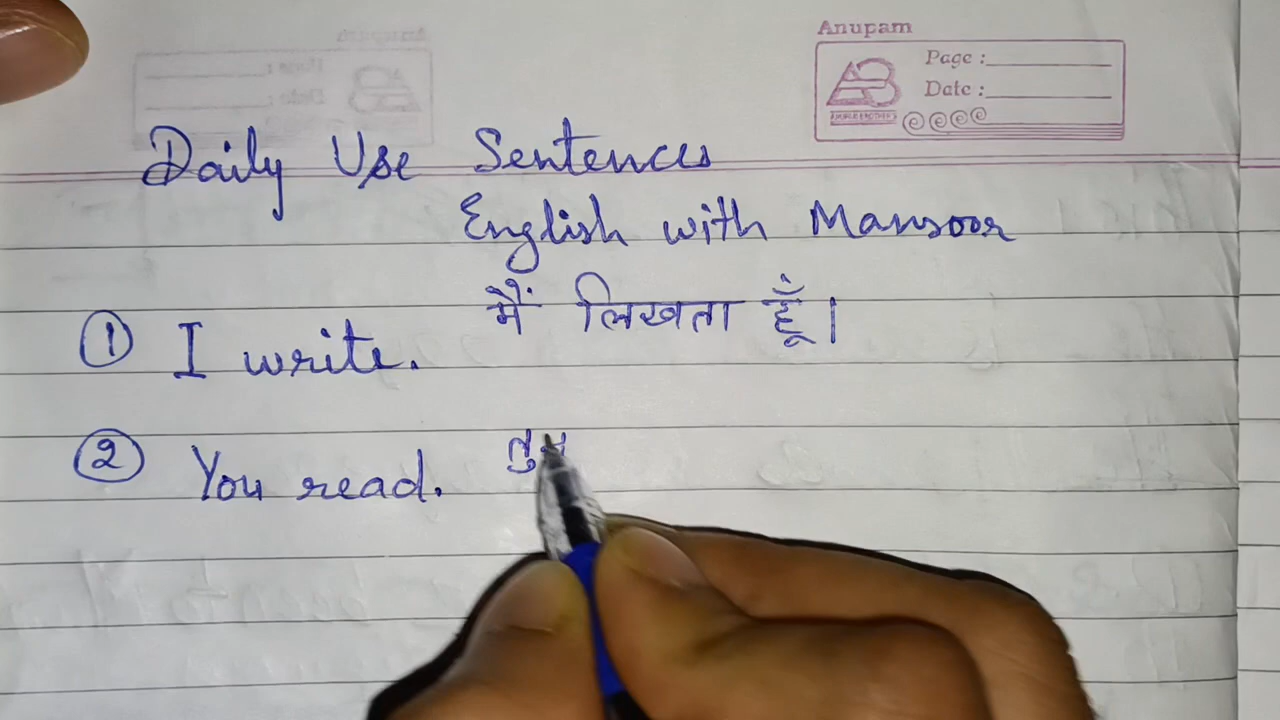 Anupam
Page :
Date :
Daily Use Sentences
English with Mansoor
① I write. मैं लिखता हूँ।
② You read. तुम